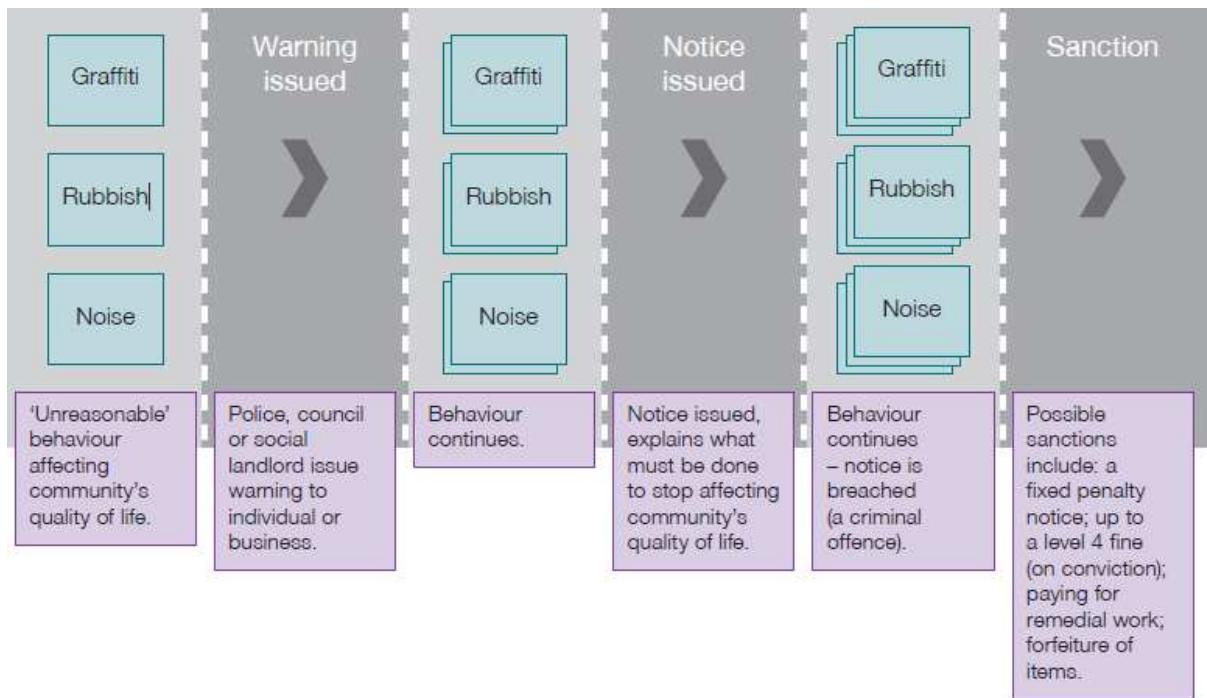 Graffiti
Rubbish
Noise
Warning
issued
Graffiti
Rubbish
Noise
Notice
issued
Graffiti
Rubbish
Noise
Sanction
‘Unreasonable’
behaviour
affecting
community’s
quality of life.
Police, council
or social
landlord issue
warning to
individual or
business.
Behaviour
continues.
Notice issued,
explains what
must be done
to stop affecting
community’s
quality of life.
Behaviour
continues
– notice is
breached
(a criminal
offence).
Possible
sanctions
include: a
fixed penalty
notice; up to
a level 4 fine
(on conviction);
paying for
remedial work;
forfeiture of
items.